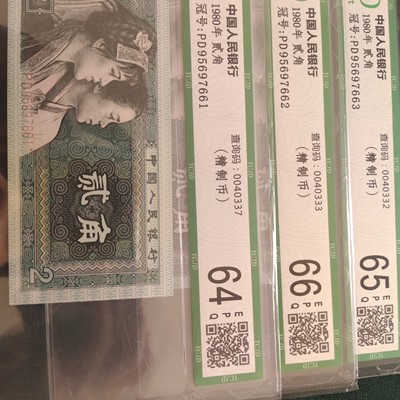 中国人民银行
贰角
2
中国人民银行
1980年 贰角
冠号:PD95697661
查询码:0040337
(精制币)
64
EPQ
YCJD
中国人民银行
1980年 贰角
冠号:PD95697662
查询码:0040333
(精制币)
66
EPQ
YCJD
中国人民银行
1980年 贰角
冠号:PD95697663
查询码:0040332
(精制币)
65
EPQ
YCJD